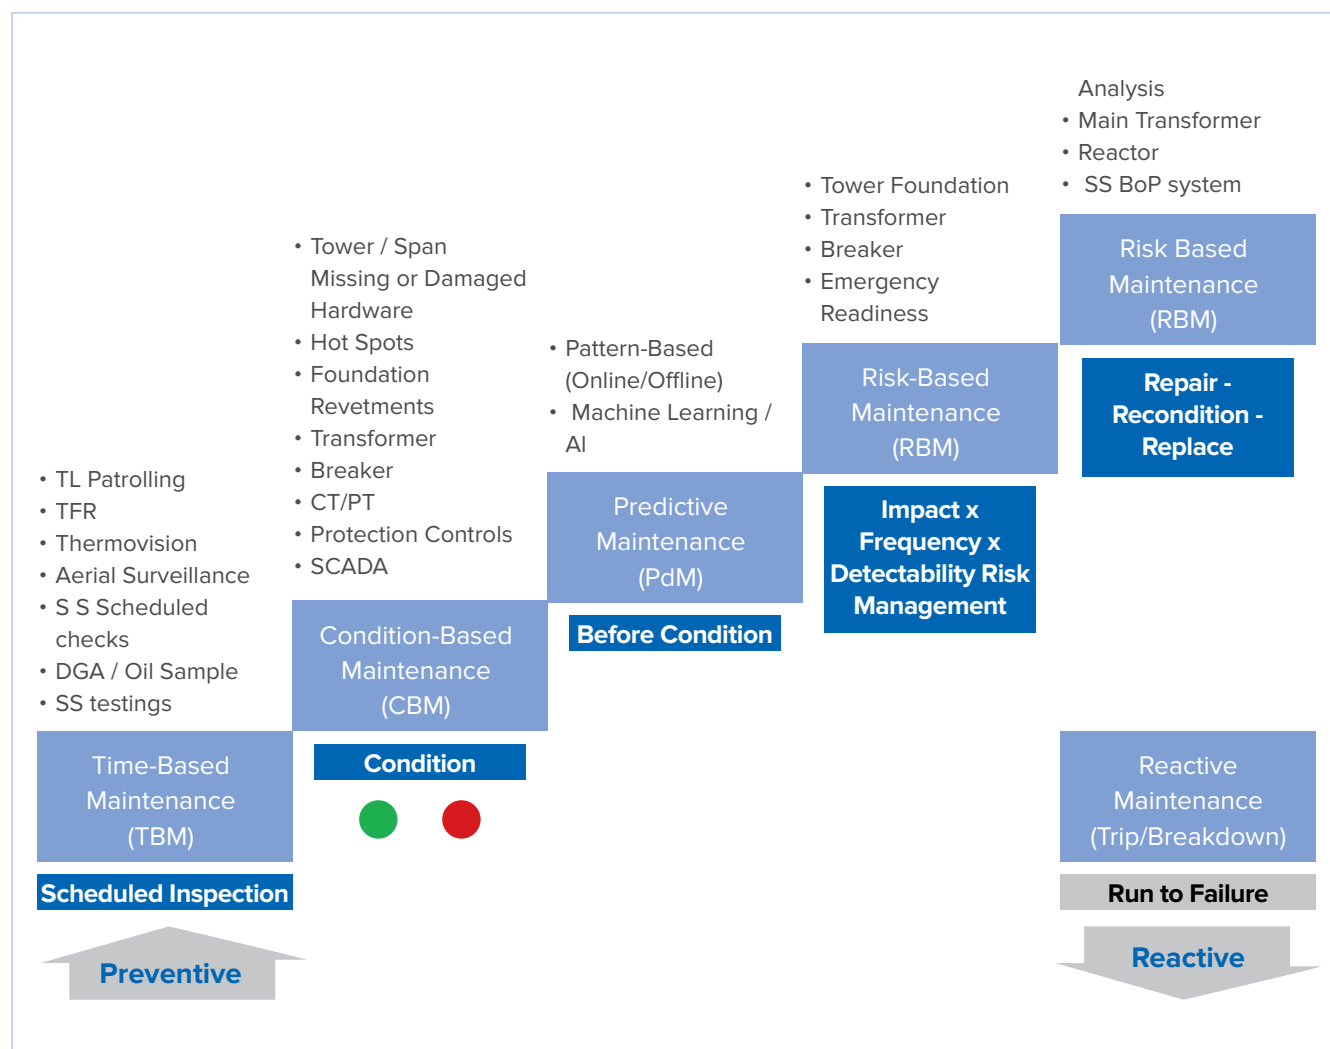 • TL Patrolling
• TFR
• Thermovision
• Aerial Surveillance
• S S Scheduled
checks
• DGA / Oil Sample
• SS testings
Time-Based
Maintenance
(TBM)
Scheduled Inspection
Preventive
• Tower / Span
Missing or Damaged
Hardware
• Hot Spots
• Foundation
Revetments
• Transformer
• Breaker
• CT/PT
• Protection Controls
• SCADA
Condition-Based
Maintenance
(CBM)
Condition
• Pattern-Based
(Online/Offline)
• Machine Learning /
AI
Predictive
Maintenance
(PdM)
Before Condition
• Tower Foundation
• Transformer
• Breaker
• Emergency
Readiness
Risk-Based
Maintenance
(RBM)
Impact x
Frequency x
Detectability Risk
Management
Analysis
• Main Transformer
• Reactor
• SS BoP system
Risk Based
Maintenance
(RBM)
Repair -
Recondition -
Replace
Reactive
Maintenance
(Trip/Breakdown)
Run to Failure
Reactive